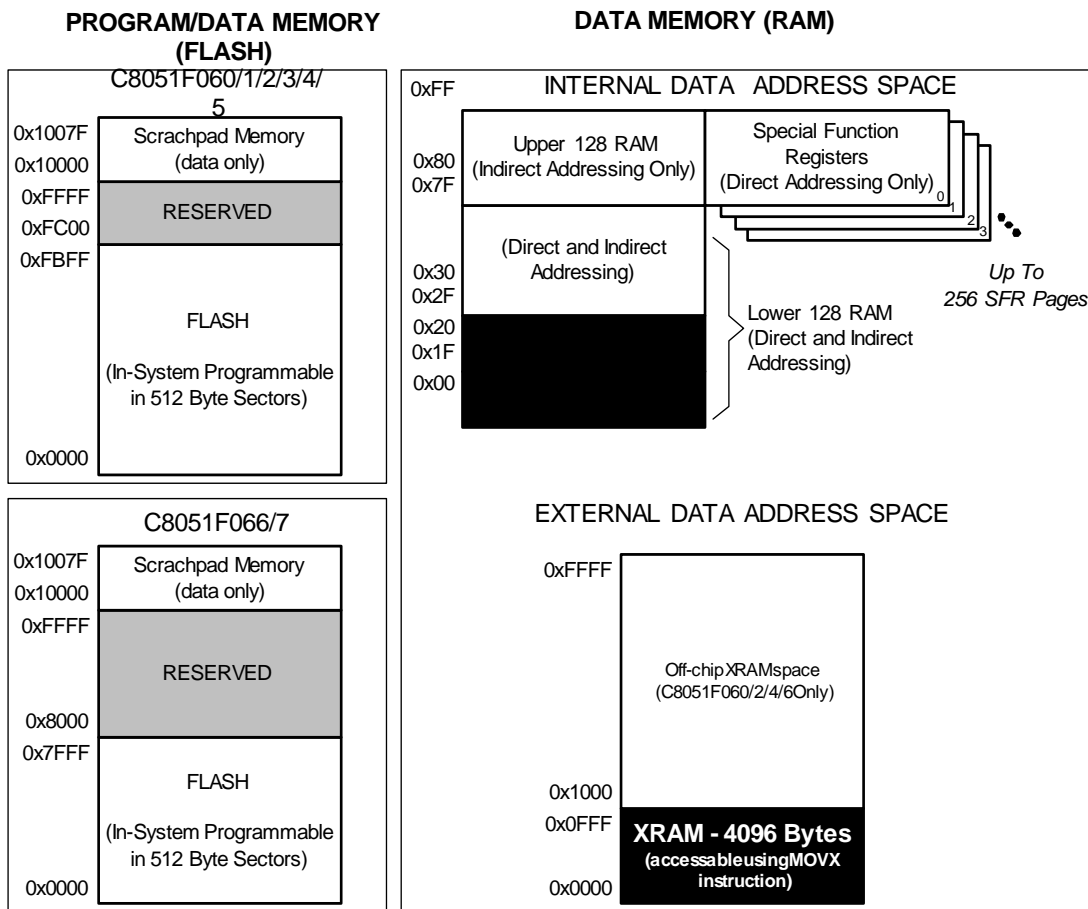 PROGRAM/DATA MEMORY
(FLASH)
C8051F060/1/2/3/4/
5
0x1007F
0x10000
Scrachpad Memory
(data only)
0xFFFF
0xFC00
RESERVED
0xFBFF
FLASH
(In-System Programmable
in 512 Byte Sectors)
0x0000
C8051F066/7
0x1007F
0x10000
Scrachpad Memory
(data only)
0xFFFF
RESERVED
0x8000
0x7FFF
FLASH
(In-System Programmable
in 512 Byte Sectors)
0x0000
DATA MEMORY (RAM)
INTERNAL DATA ADDRESS SPACE
0xFF
Upper 128 RAM
(Indirect Addressing Only)
0x80
0x7F
Special Function
Registers
(Direct Addressing Only)
0
1
2
3
Up To
256 SFR Pages
(Direct and Indirect
Addressing)
0x30
0x2F
0x20
0x1F
0x00
Lower 128 RAM
(Direct and Indirect
Addressing)
EXTERNAL DATA ADDRESS SPACE
0xFFFF
Off-chipXRAMspace
(C8051F060/2/4/6Only)
0x1000
0x0FFF
XRAM - 4096 Bytes
(accessableusingMOVX
instruction)
0x0000